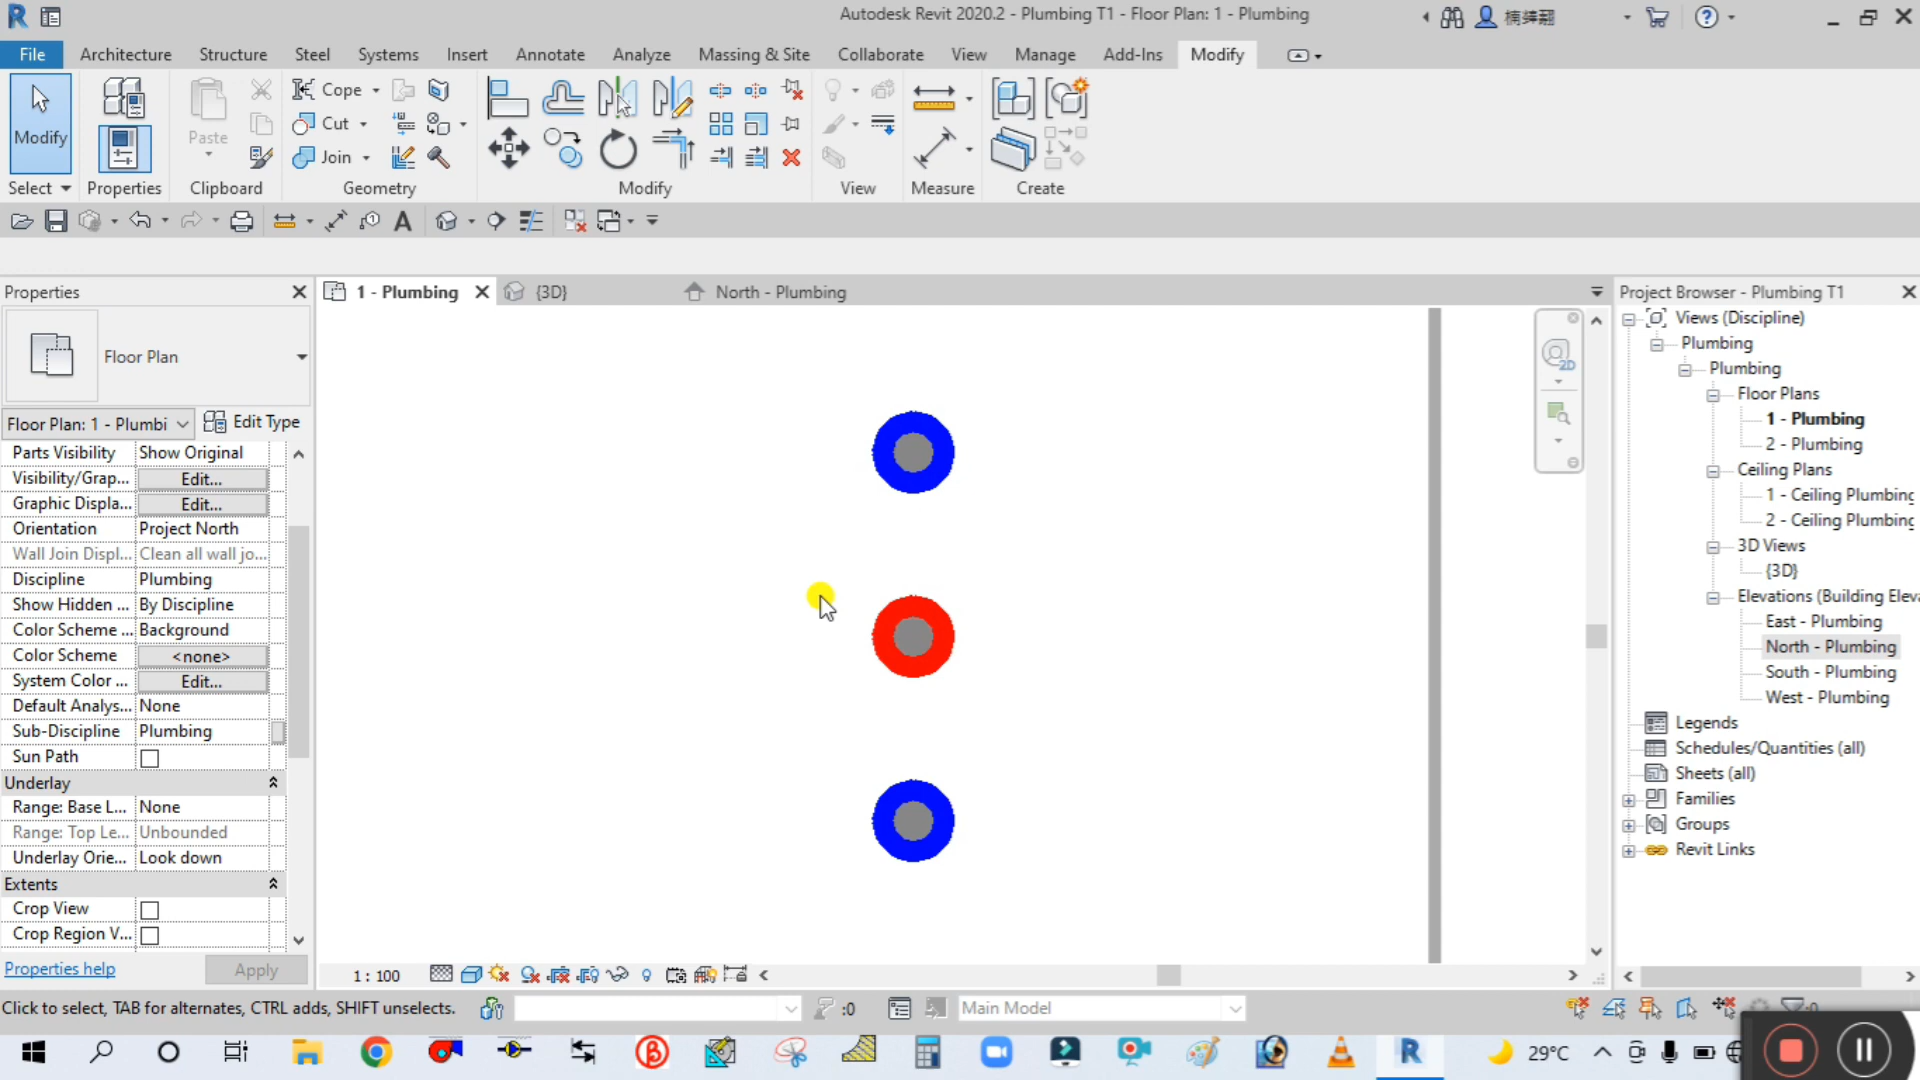 Autodesk Revit 2020.2 - Plumbing T1 - Floor Plan: 1 - Plumbing
File Architecture Structure Steel Systems Insert Annotate Analyze Massing & Site Collaborate View Manage Add-Ins Modify
Modify Paste Cope Cut Join
Select Properties Clipboard Geometry Modify View Measure Create
Properties
1 - Plumbing {3D} North - Plumbing
Project Browser - Plumbing T1
Floor Plan
Floor Plan: 1 - Plumbi Edit Type
Parts Visibility Show Original
Visibility/Grap... Edit...
Graphic Displa... Edit...
Orientation Project North
Wall Join Displ... Clean all wall jo...
Discipline Plumbing
Show Hidden ... By Discipline
Color Scheme ... Background
Color Scheme <none>
System Color ... Edit...
Default Analys... None
Sub-Discipline Plumbing
Sun Path
Underlay
Range: Base L... None
Range: Top Le... Unbounded
Underlay Orie... Look down
Extents
Crop View
Crop Region V...
Properties help Apply
2D
Views (Discipline)
Plumbing
Plumbing
Floor Plans
1 - Plumbing
2 - Plumbing
Ceiling Plans
1 - Ceiling Plumbing
2 - Ceiling Plumbing
3D Views
{3D}
Elevations (Building Eleva
East - Plumbing
North - Plumbing
South - Plumbing
West - Plumbing
Legends
Schedules/Quantities (all)
Sheets (all)
Families
Groups
Revit Links
1 : 100
Click to select, TAB for alternates, CTRL adds, SHIFT unselects. :0 Main Model
29°C